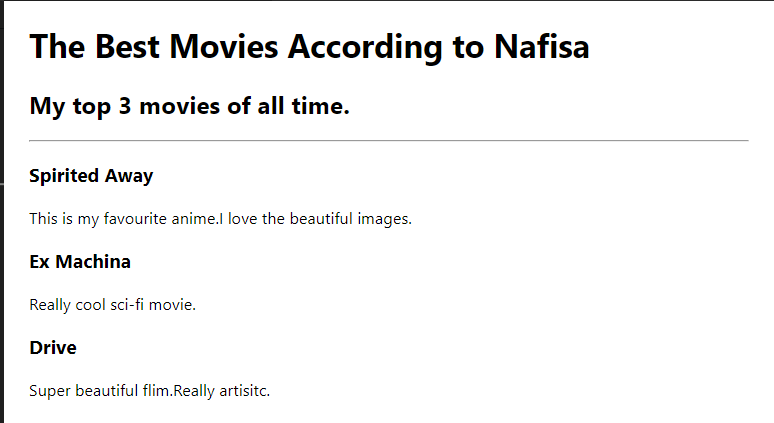 The Best Movies According to Nafisa
My top 3 movies of all time.
Spirited Away
This is my favourite anime.I love the beautiful images.
Ex Machina
Really cool sci-fi movie.
Drive
Super beautiful flim.Really artisitc.